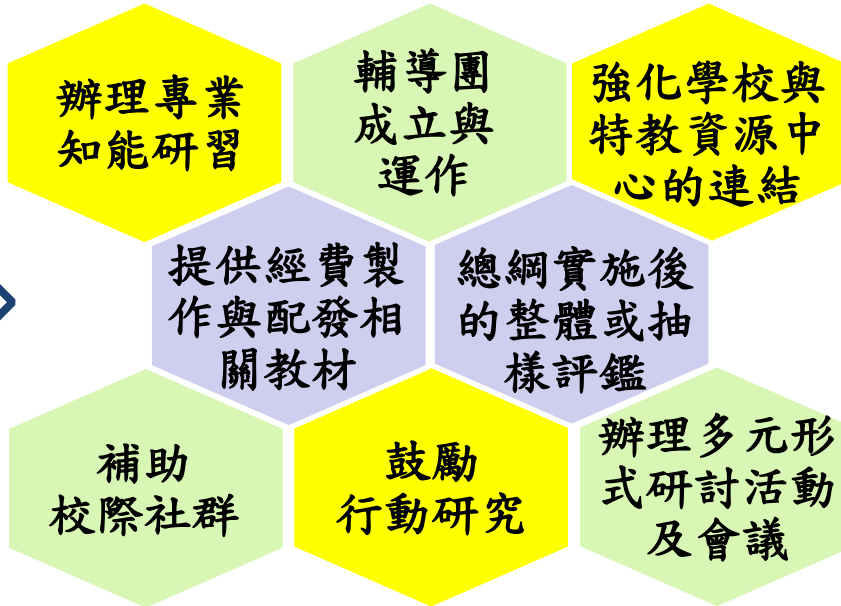 辦理專業
知能研習
輔導團
成立與
運作
強化學校與
特教資源中
心的連結
提供經費製
作與配發相
關教材
總綱實施後
的整體或抽
樣評鑑
補助
校際社群
鼓勵
行動研究
辦理多元形
式研討活動
及會議